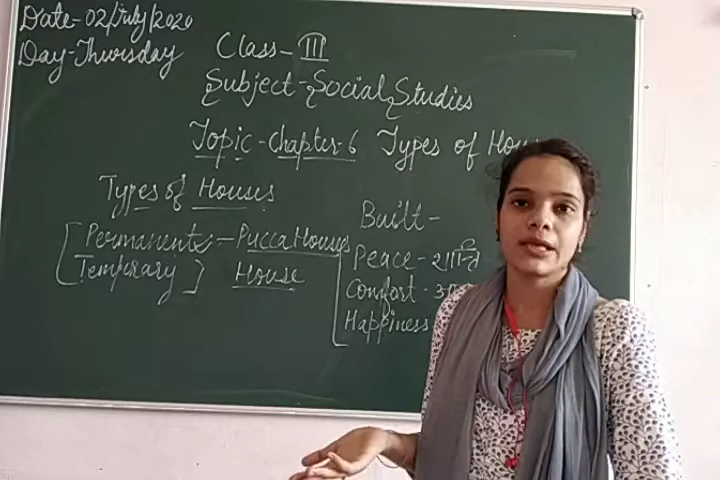 Date-02/July/2020
Day-Thursday
Class-III
Subject-Social Studies
Topic-Chapter-6 Types of Hou
Types of Houses
Permanent - Pucca Houses
Temperary House
Built-
Peace-शान्ति
Comfort-
Happiness